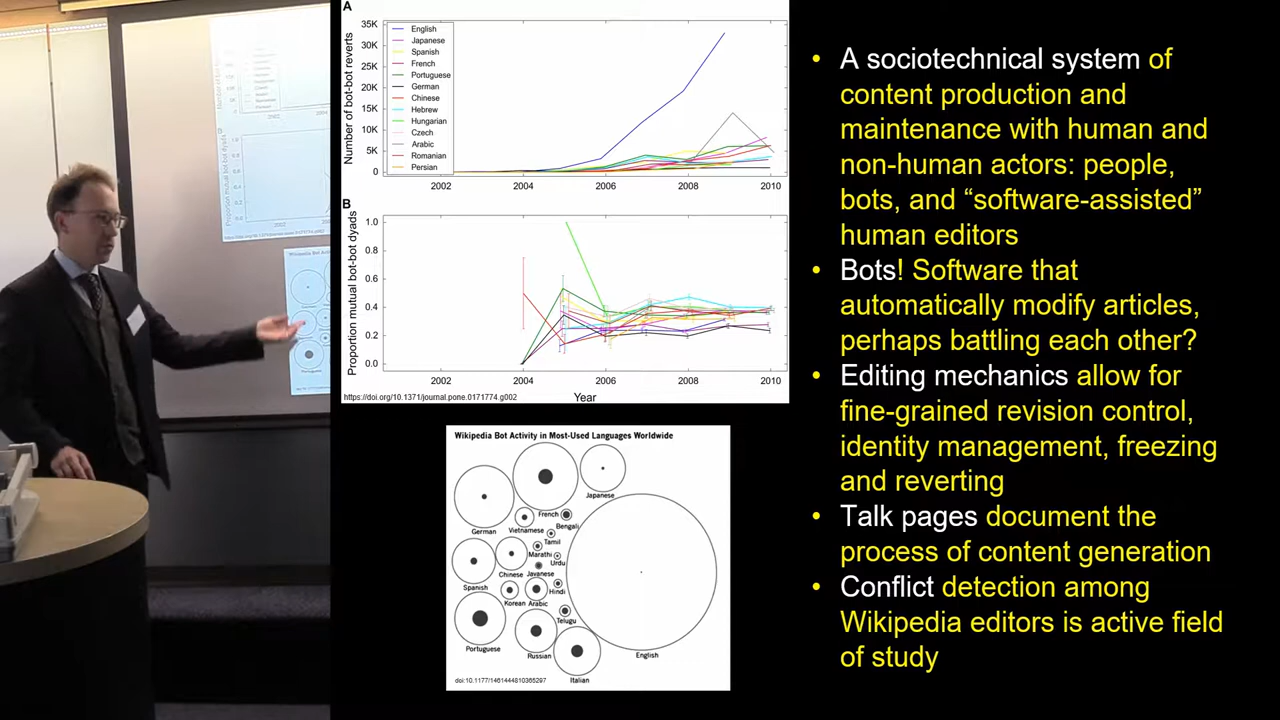 A
Number of bot-bot reverts
35K
30K
25K
20K
15K
10K
5K
0
English
Japanese
Spanish
French
Portuguese
German
Chinese
Hebrew
Hungarian
Czech
Arabic
Romanian
Persian
2002 2004 2006 2008 2010
B
Proportion mutual bot-bot dyads
1.0
0.8
0.6
0.4
0.2
0.0
2002 2004 2006 2008 2010
https://doi.org/10.1371/journal.pone.0171774.g002
Year
Wikipedia Bot Activity in Most-Used Languages Worldwide
Japanese
German
French
Vietnamese
Bengali
Tamil
Marathi
Urdu
Spanish
Chinese
Javanese
Hindi
Korean
Arabic
Telugu
Portuguese
Russian
English
Italian
doi:10.1177/1461444810365297
• A sociotechnical system of
content production and
maintenance with human and
non-human actors: people,
bots, and “software-assisted”
human editors
• Bots! Software that
automatically modify articles,
perhaps battling each other?
• Editing mechanics allow for
fine-grained revision control,
identity management, freezing
and reverting
• Talk pages document the
process of content generation
• Conflict detection among
Wikipedia editors is active field
of study